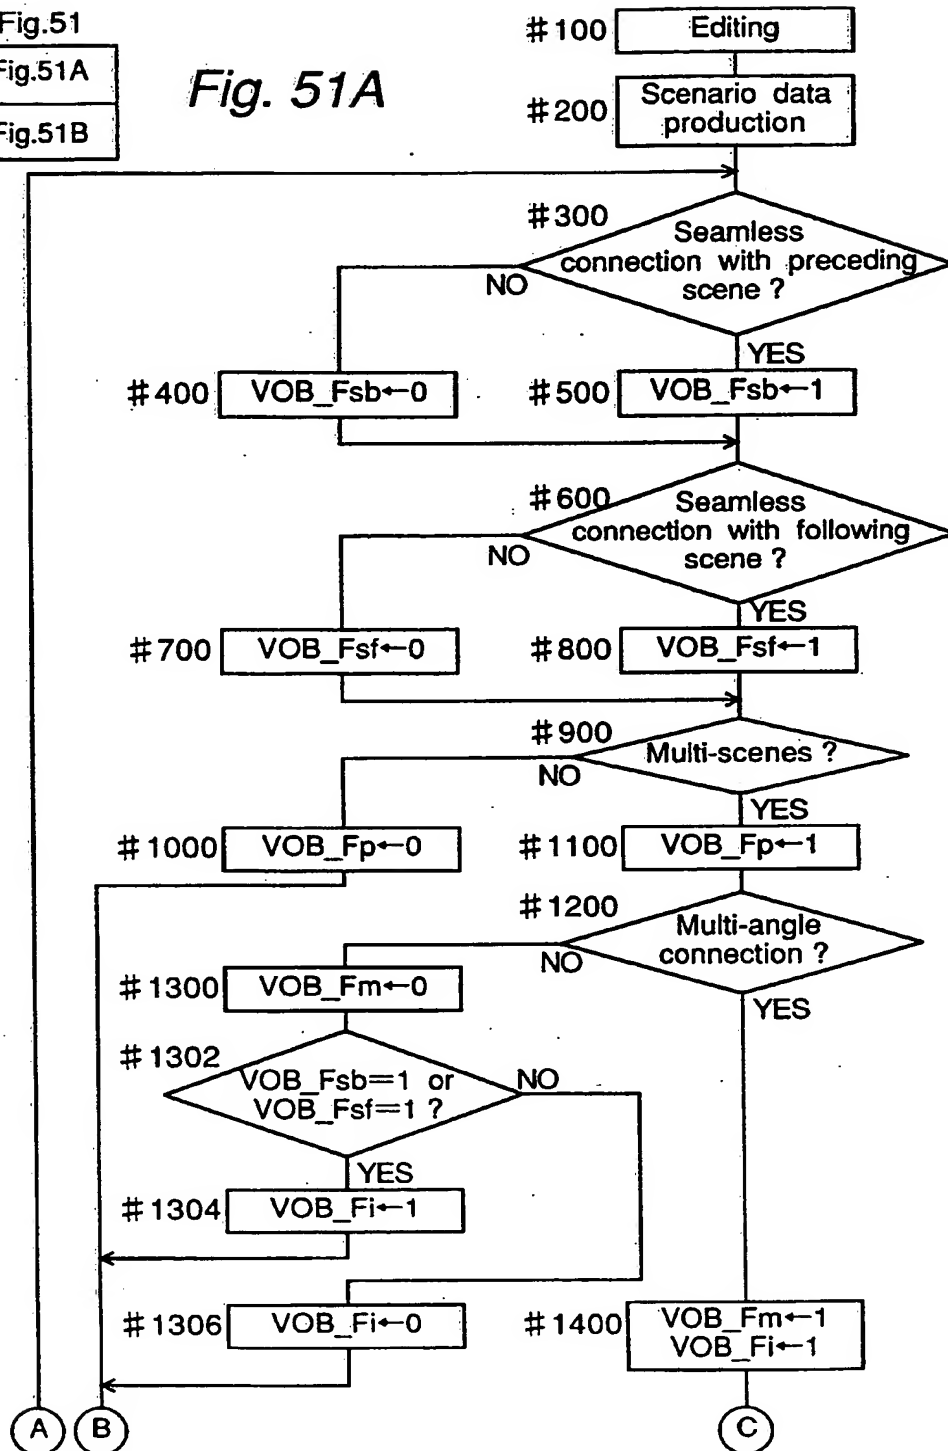 Fig.51
Fig.51A
Fig.51B
Fig. 51A
#100 Editing
#200 Scenario data
production
#300
Seamless
connection with preceding
scene ?
NO
YES
#400 VOB_Fsb←0
#500 VOB_Fsb←1
#600
Seamless
connection with following
scene ?
NO
YES
#700 VOB_Fsf←0
#800 VOB_Fsf←1
#900
Multi-scenes ?
NO
YES
#1000 VOB_Fp←0
#1100 VOB_Fp←1
#1200
Multi-angle
connection ?
NO
YES
#1300 VOB_Fm←0
#1302
VOB_Fsb=1 or
VOB_Fsf=1 ?
NO
YES
#1304 VOB_Fi←1
#1306 VOB_Fi←0
#1400 VOB_Fm←1
VOB_Fi←1
A B C